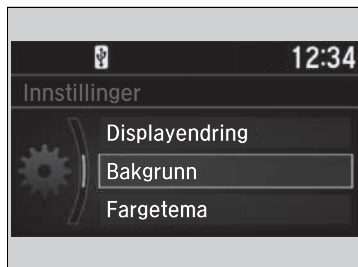 12:34
Innstillinger
Displayendring
Bakgrunn
Fargetema